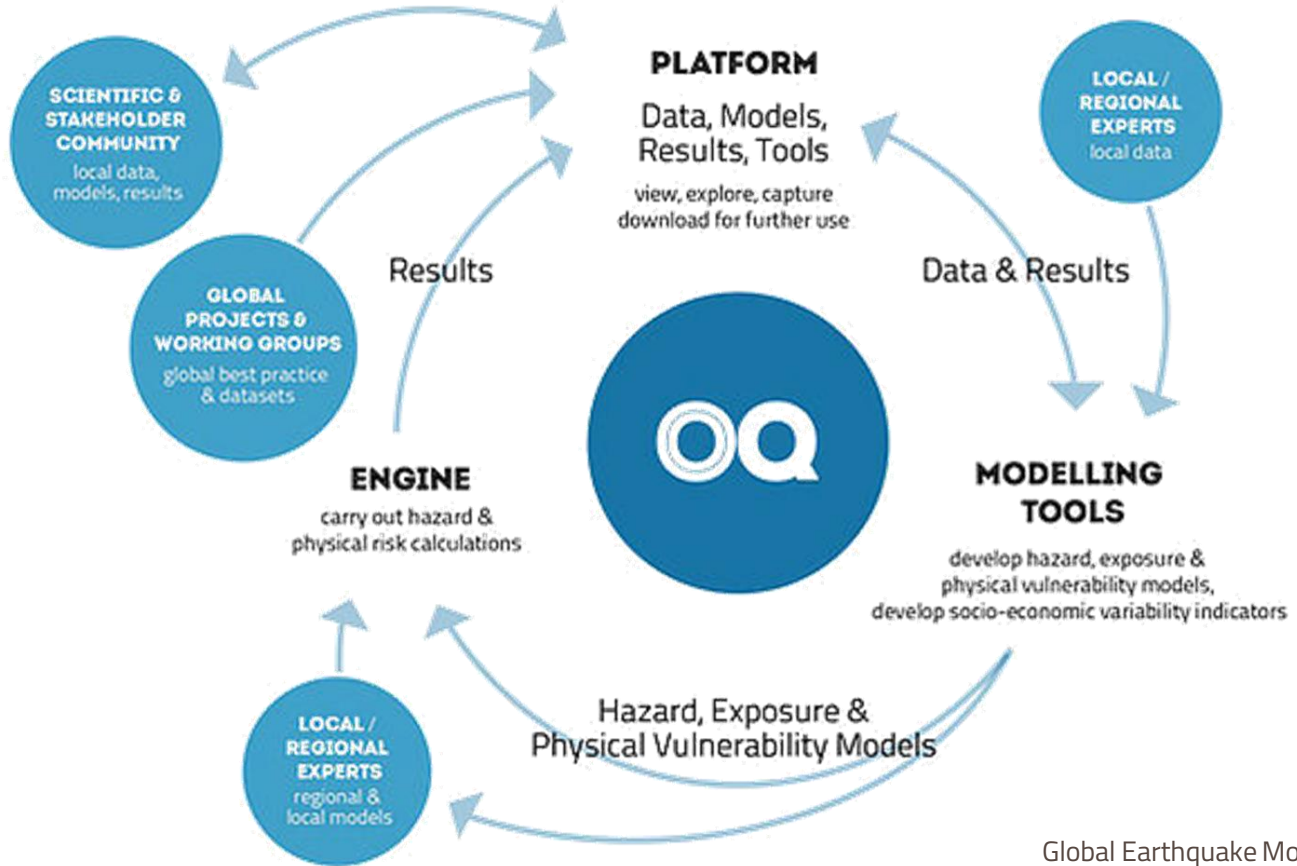 PLATFORM
Data, Models,
Results, Tools
view, explore, capture
download for further use
SCIENTIFIC &
STAKEHOLDER
COMMUNITY
local data,
models, results
LOCAL /
REGIONAL
EXPERTS
local data
Results
Data & Results
GLOBAL
PROJECTS &
WORKING GROUPS
global best practice
& datasets
OQ
ENGINE
carry out hazard &
physical risk calculations
MODELLING
TOOLS
develop hazard, exposure &
physical vulnerability models,
develop socio-economic variability indicators
Hazard, Exposure &
Physical Vulnerability Models
LOCAL /
REGIONAL
EXPERTS
regional &
local models
Global Earthquake Mo